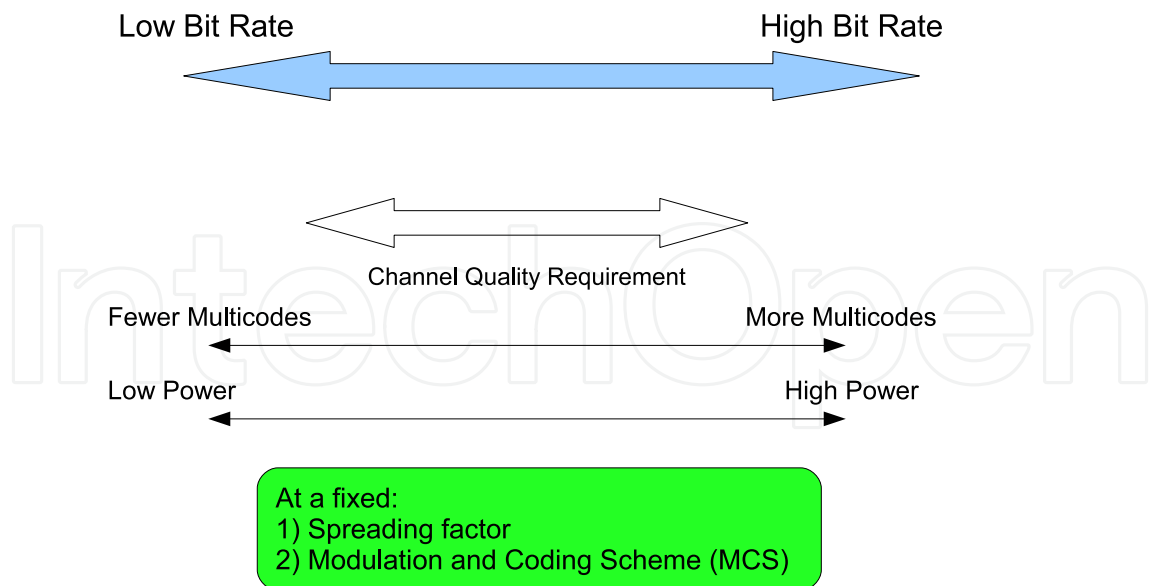 Low Bit Rate High Bit Rate
Channel Quality Requirement
Fewer Multicodes More Multicodes
Low Power High Power
At a fixed:
1) Spreading factor
2) Modulation and Coding Scheme (MCS)
IntechOpen